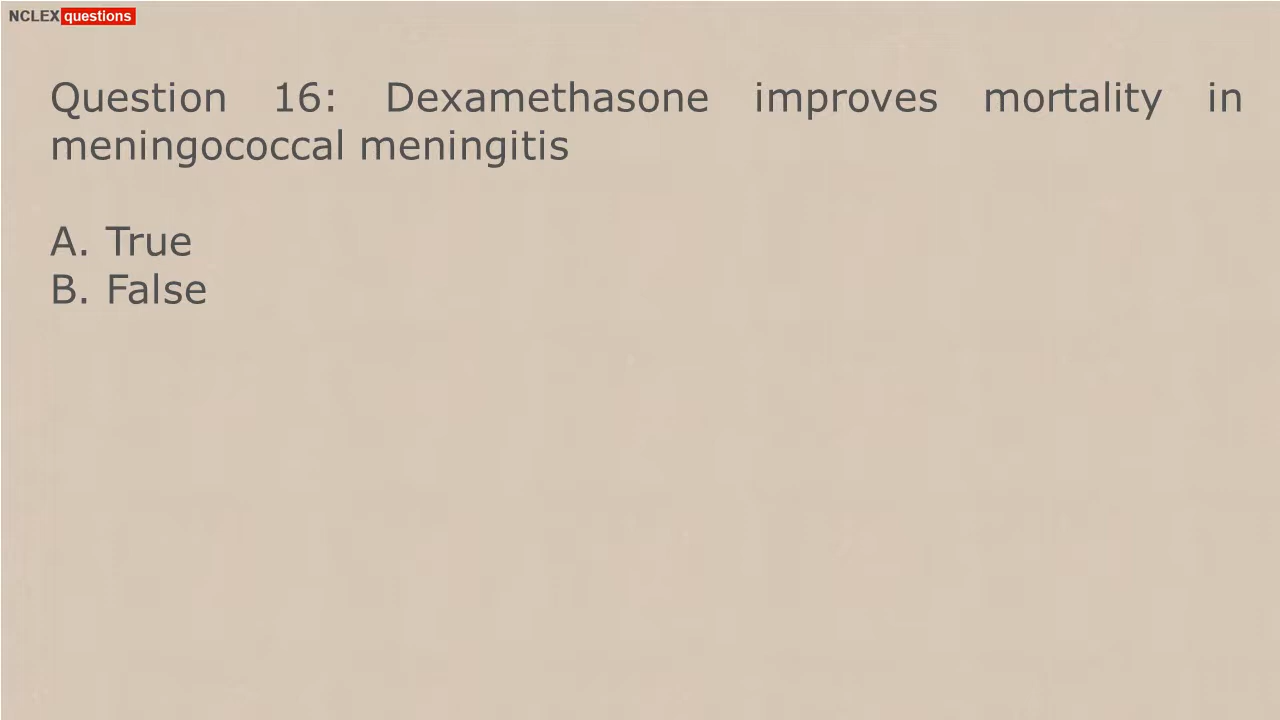 NCLEX questions
Question 16: Dexamethasone improves mortality in
meningococcal meningitis
A. True
B. False